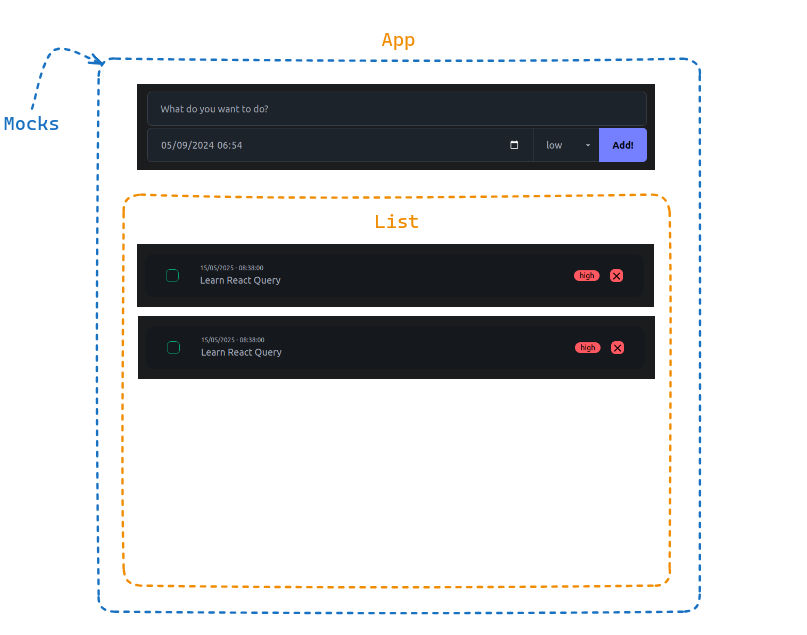 App
Mocks
What do you want to do?
05/09/2024 06:54 low Add!
List
15/05/2025 - 08:38:00
Learn React Query
high
15/05/2025 - 08:38:00
Learn React Query
high